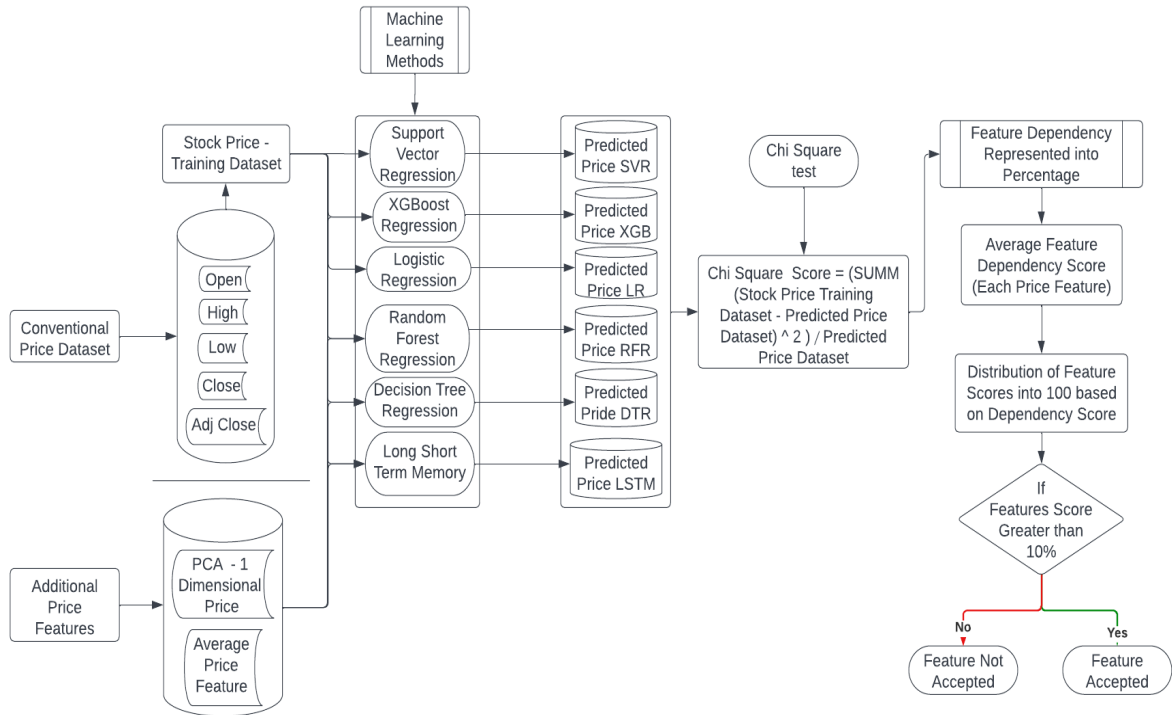 Machine
Learning
Methods
Stock Price -
Training Dataset
Conventional
Price Dataset
Open
High
Low
Close
Adj Close
Additional
Price
Features
PCA - 1
Dimensional
Price
Average
Price
Feature
Support
Vector
Regression
XGBoost
Regression
Logistic
Regression
Random
Forest
Regression
Decision Tree
Regression
Long Short
Term Memory
Predicted
Price SVR
Predicted
Price XGB
Predicted
Price LR
Predicted
Price RFR
Predicted
Pride DTR
Predicted
Price LSTM
Chi Square
test
Chi Square Score = (SUMM
(Stock Price Training
Dataset - Predicted Price
Dataset) ^ 2 ) / Predicted
Price Dataset
Feature Dependency
Represented into
Percentage
Average Feature
Dependency Score
(Each Price Feature)
Distribution of Feature
Scores into 100 based
on Dependency Score
If
Features Score
Greater than
10%
No
Yes
Feature Not
Accepted
Feature
Accepted